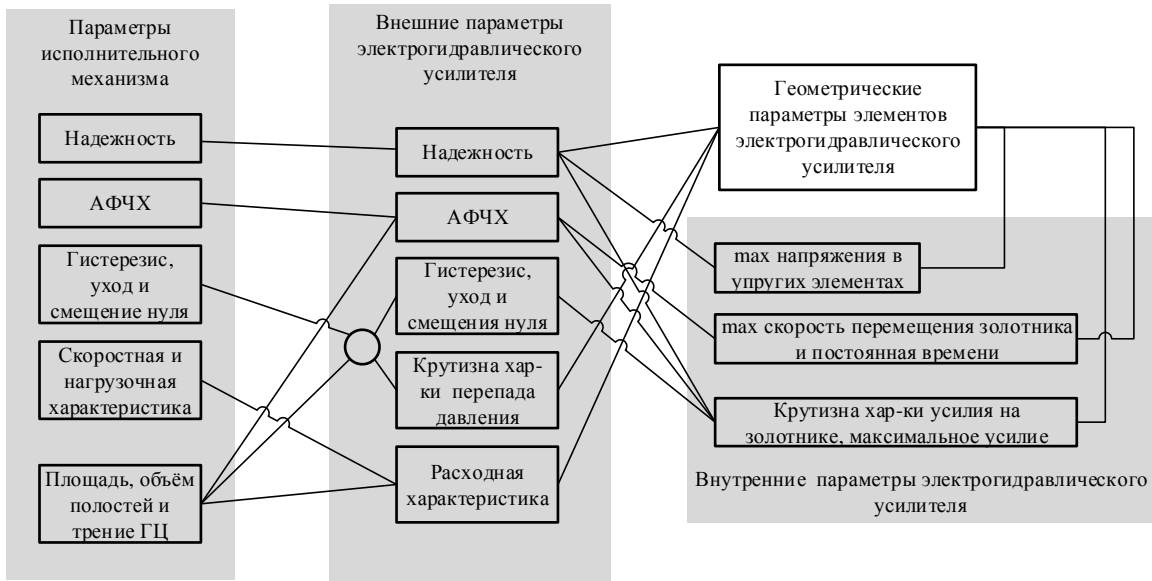 Параметры
исполнительного
механизма
Надежность
АФЧХ
Гистерезис,
уход и
смещение нуля
Скоростная и
нагрузочная
характеристика
Площадь, объём
полостей и
трение ГЦ
Внешние параметры
электрогидравлического
усилителя
Надежность
АФЧХ
Гистерезис,
уход и
смещения нуля
Крутизна хар-
ки перепада
давления
Расходная
характеристика
Геометрические
параметры элементов
электрогидравлического
усилителя
max напряжения в
упругих элементах
max скорость перемещения золотника
и постоянная времени
Крутизна хар-ки усилия на
золотнике, максимальное усилие
Внутренние параметры электрогидравлического
усилителя